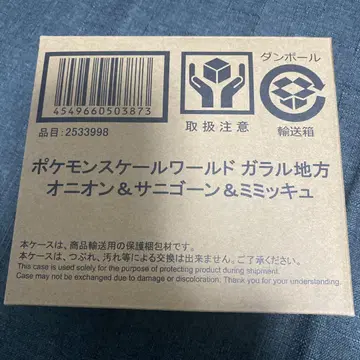 4549660503873
品目：2533998
取扱注意
ダンボール
輸送箱
ポケモンスケールワールド ガラル地方
オニオン＆サニゴーン＆ミミッキュ
本ケースは、商品輸送用の保護梱包材です。
本ケースは、つぶれ、汚れ等による交換は出来ません。ご了承ください。
This case is used solely for the purpose of protecting product during shipment.
Case may not be exchanged due to damage or discoloration. Thank you for your understanding.